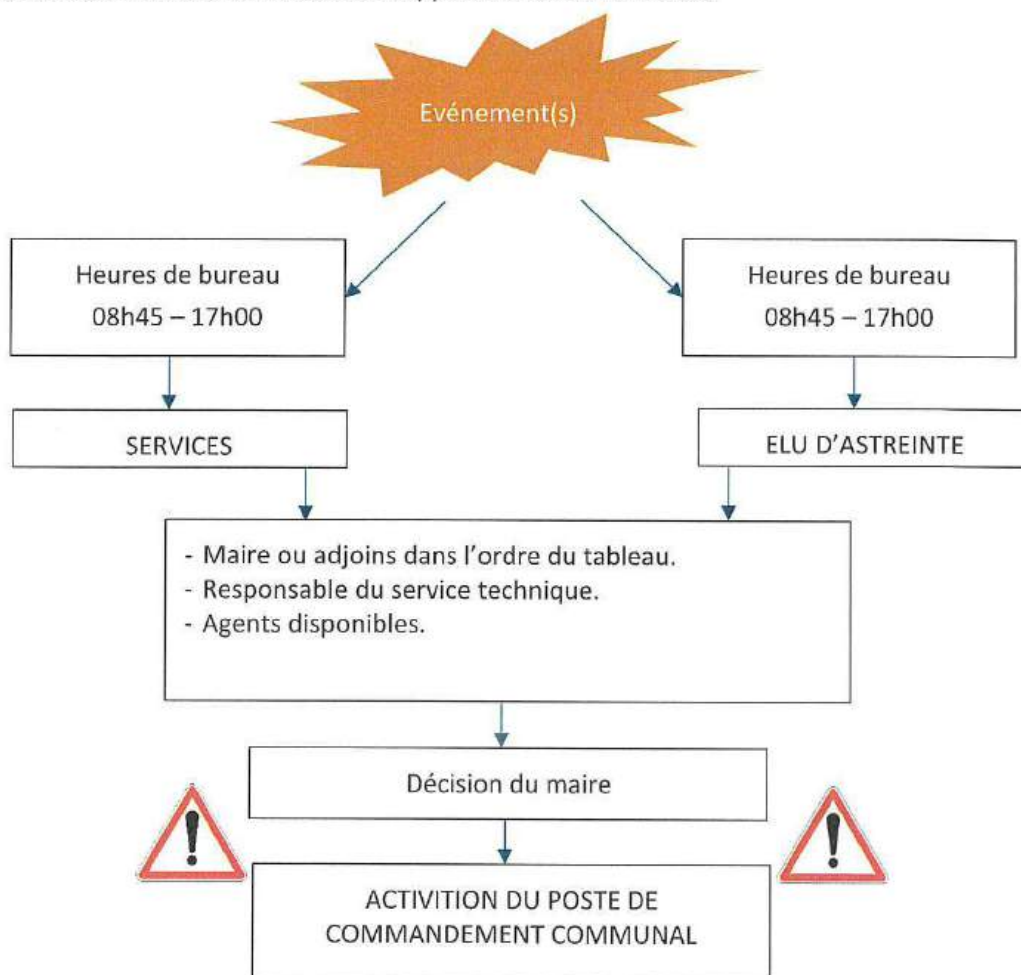 Evénement(s)
Heures de bureau
08h45 – 17h00
Heures de bureau
08h45 – 17h00
SERVICES
ELU D’ASTREINTE
- Maire ou adjoins dans l’ordre du tableau.
- Responsable du service technique.
- Agents disponibles.
Décision du maire
ACTIVITION DU POSTE DE
COMMANDEMENT COMMUNAL